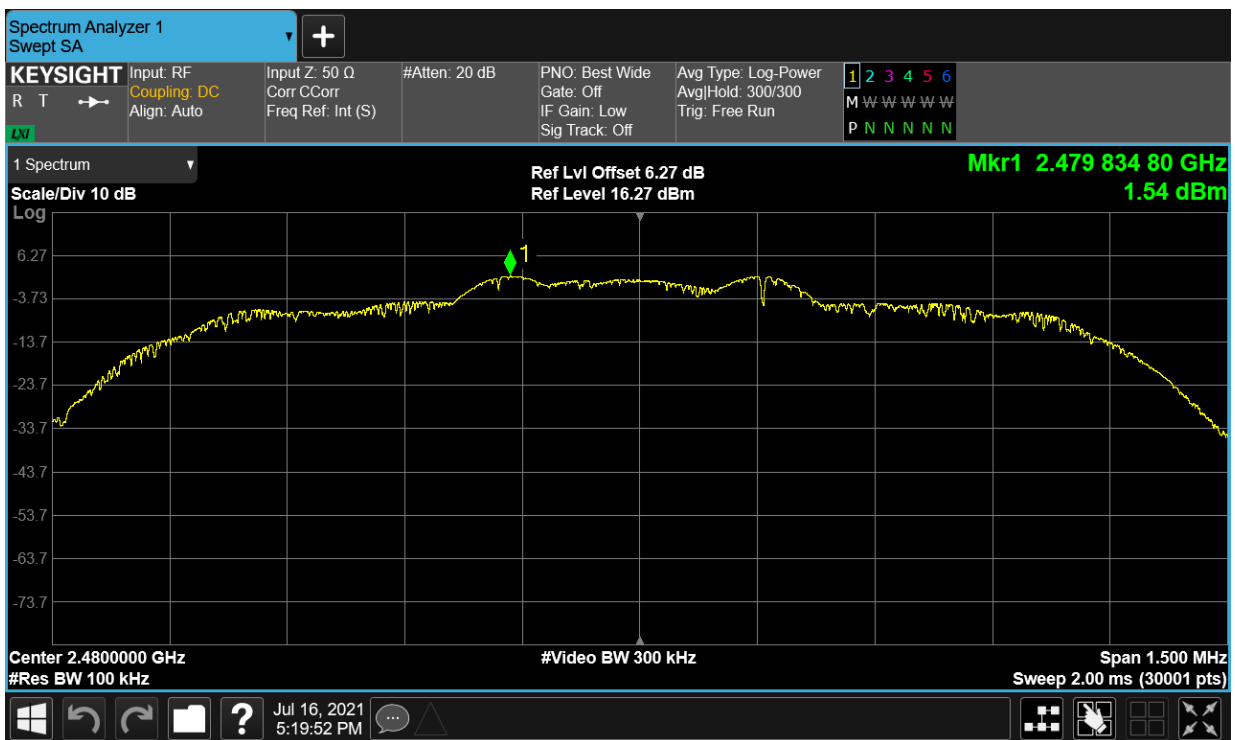 Spectrum Analyzer 1
Swept SA
KEYSIGHT
R T
LXI
Input: RF
Coupling: DC
Align: Auto
Input Z: 50 Ω
Corr CCorr
Freq Ref: Int (S)
#Atten: 20 dB
PNO: Best Wide
Gate: Off
IF Gain: Low
Sig Track: Off
Avg Type: Log-Power
Avg|Hold: 300/300
Trig: Free Run
1 2 3 4 5 6
M W W W W W
P N N N N N
1 Spectrum
Scale/Div 10 dB
Log
Ref Lvl Offset 6.27 dB
Ref Level 16.27 dBm
Mkr1 2.479 834 80 GHz
1.54 dBm
1
6.27
-3.73
-13.7
-23.7
-33.7
-43.7
-53.7
-63.7
-73.7
Center 2.4800000 GHz
#Res BW 100 kHz
#Video BW 300 kHz
Span 1.500 MHz
Sweep 2.00 ms (30001 pts)
?
Jul 16, 2021
5:19:52 PM